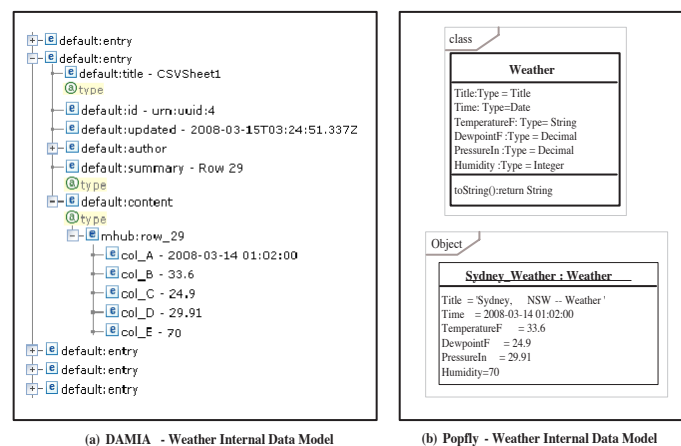 default:entry
default:entry
default:title - CSVSheet1
type
default:id - urn:uuid:4
default:updated - 2008-03-15T03:24:51.337Z
default:author
default:summary - Row 29
type
default:content
type
mhub:row_29
col_A - 2008-03-14 01:02:00
col_B - 33.6
col_C - 24.9
col_D - 29.91
col_E - 70
default:entry
default:entry
default:entry
(a) DAMIA - Weather Internal Data Model
class
Weather
Title:Type = Title
Time: Type=Date
TemperatureF: Type= String
DewpointF :Type = Decimal
PressureIn :Type = Decimal
Humidity :Type = Integer
toString():return String
Object
Sydney_Weather : Weather
Title = 'Sydney, NSW -- Weather '
Time = 2008-03-14 01:02:00
TemperatureF = 33.6
DewpointF = 24.9
PressureIn = 29.91
Humidity=70
(b) Popfly - Weather Internal Data Model